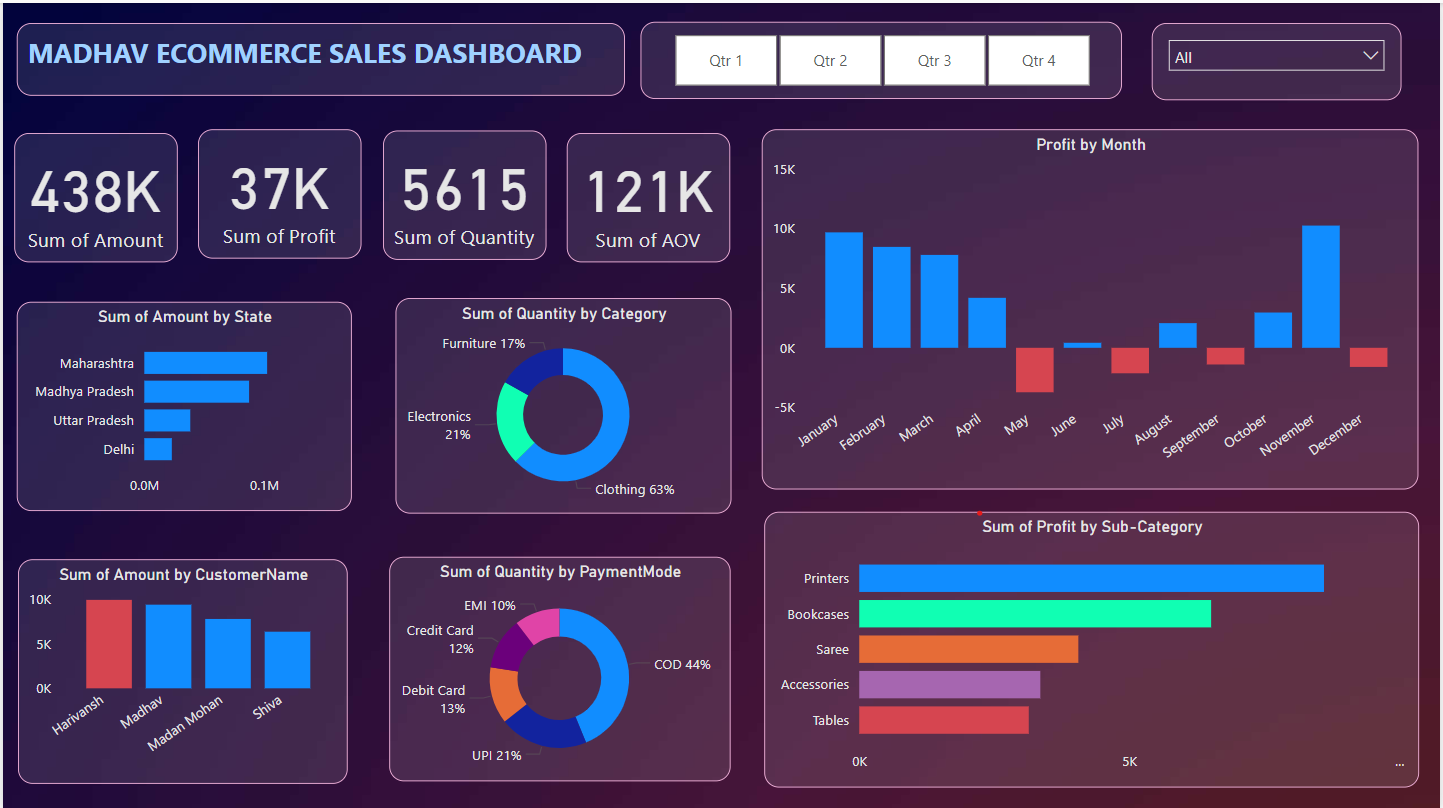 MADHAV ECOMMERCE SALES DASHBOARD
Qtr 1
Qtr 2
Qtr 3
Qtr 4
All
438K
Sum of Amount
37K
Sum of Profit
5615
Sum of Quantity
121K
Sum of AOV
Profit by Month
15K
10K
5K
0K
-5K
January
February
March
April
May
June
July
August
September
October
November
December
Sum of Amount by State
Maharashtra
Madhya Pradesh
Uttar Pradesh
Delhi
0.0M
0.1M
Sum of Quantity by Category
Furniture 17%
Electronics
21%
Clothing 63%
Sum of Amount by CustomerName
10K
5K
0K
Harivansh
Madhav
Madan Mohan
Shiva
Sum of Quantity by PaymentMode
EMI 10%
Credit Card
12%
COD 44%
Debit Card
13%
UPI 21%
Sum of Profit by Sub-Category
Printers
Bookcases
Saree
Accessories
Tables
0K
5K
...